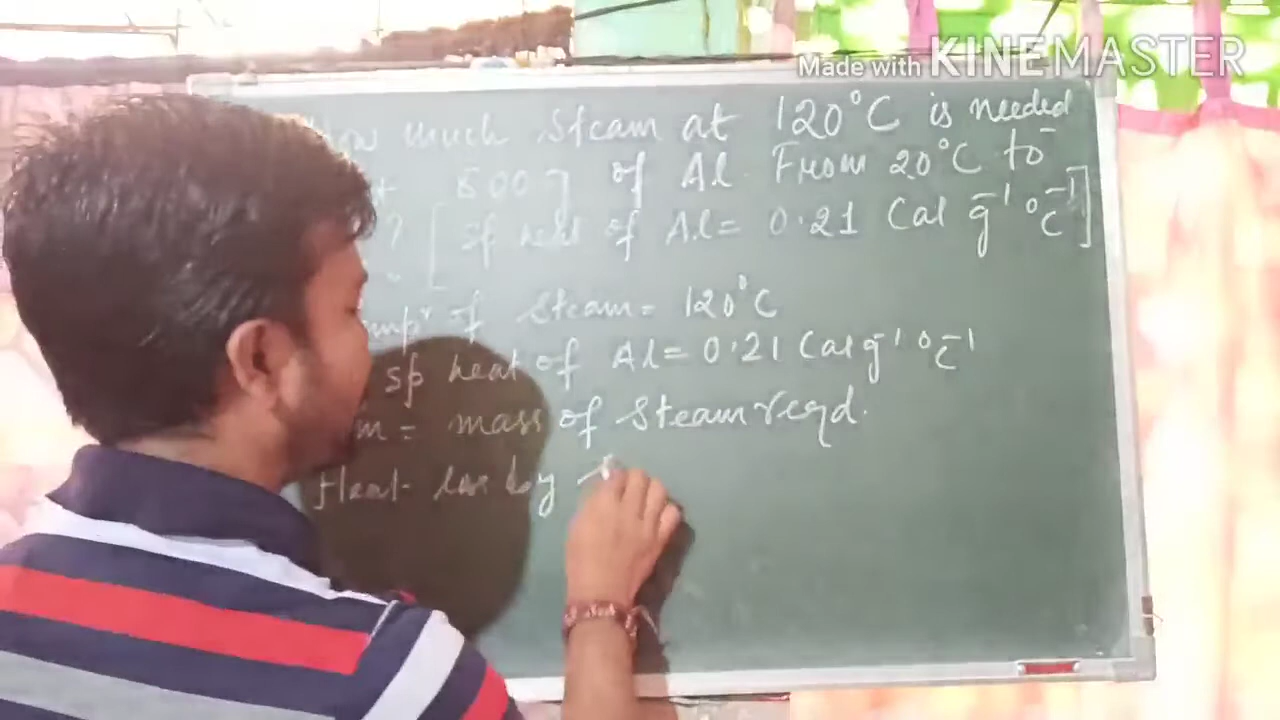 Made with KINEMASTER
How much Steam at 120°C is needed
500g of Al. From 20°C to
? [sp heat of Al = 0.21 Cal g⁻¹ °C⁻¹]
of Steam = 120°C
sp heat of Al = 0.21 Cal g⁻¹ °C⁻¹
m = mass of Steam reqd.
Heat loss by